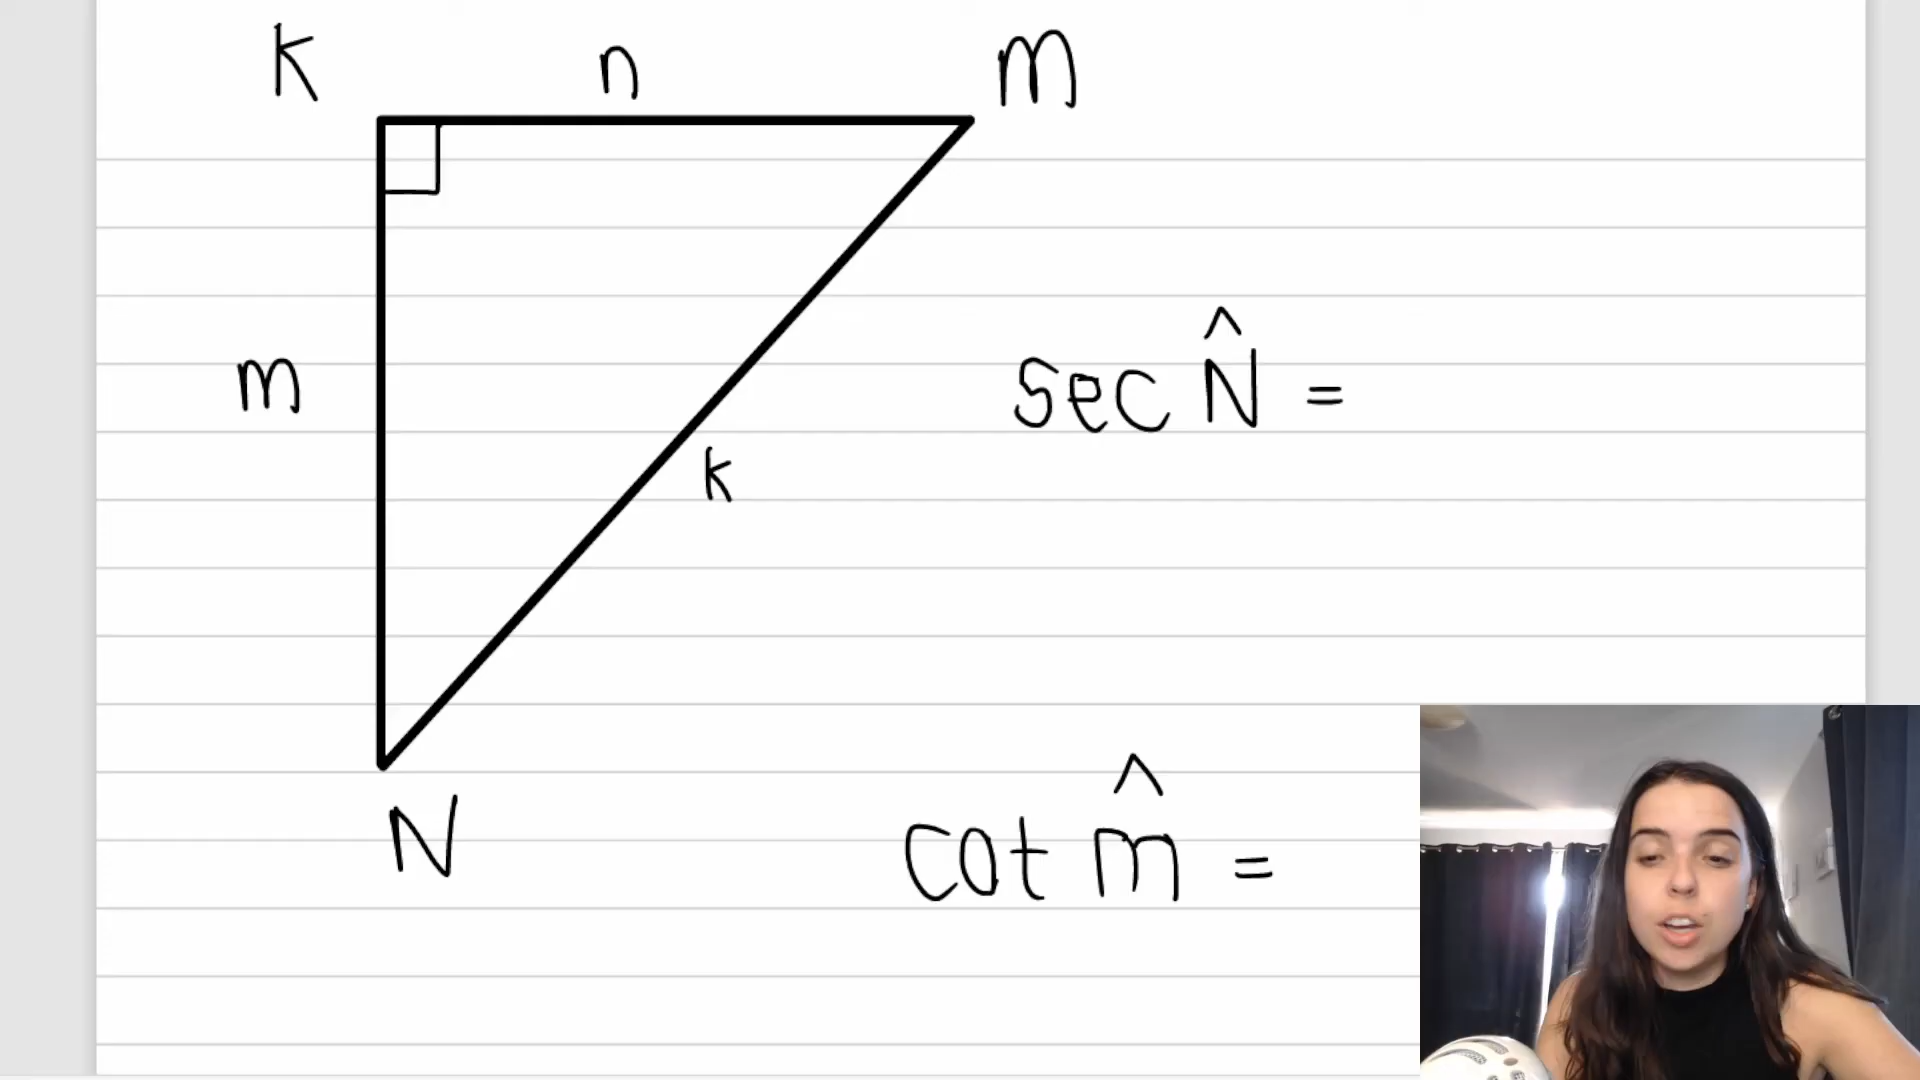 K
n
m
m
k
sec N̂ =
N
cot m̂ =